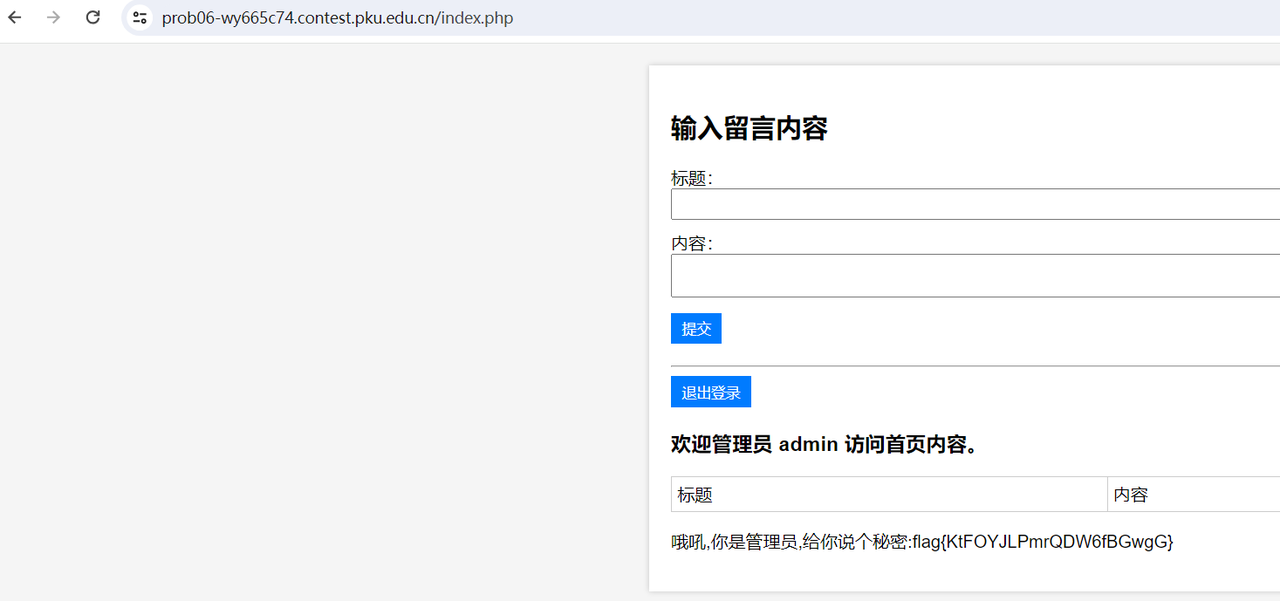 prob06-wy665c74.contest.pku.edu.cn/index.php
输入留言内容
标题：
内容：
提交
退出登录
欢迎管理员 admin 访问首页内容。
标题 内容
哦吼,你是管理员,给你说个秘密:flag{KtFOYJLPmrQDW6fBGwgG}